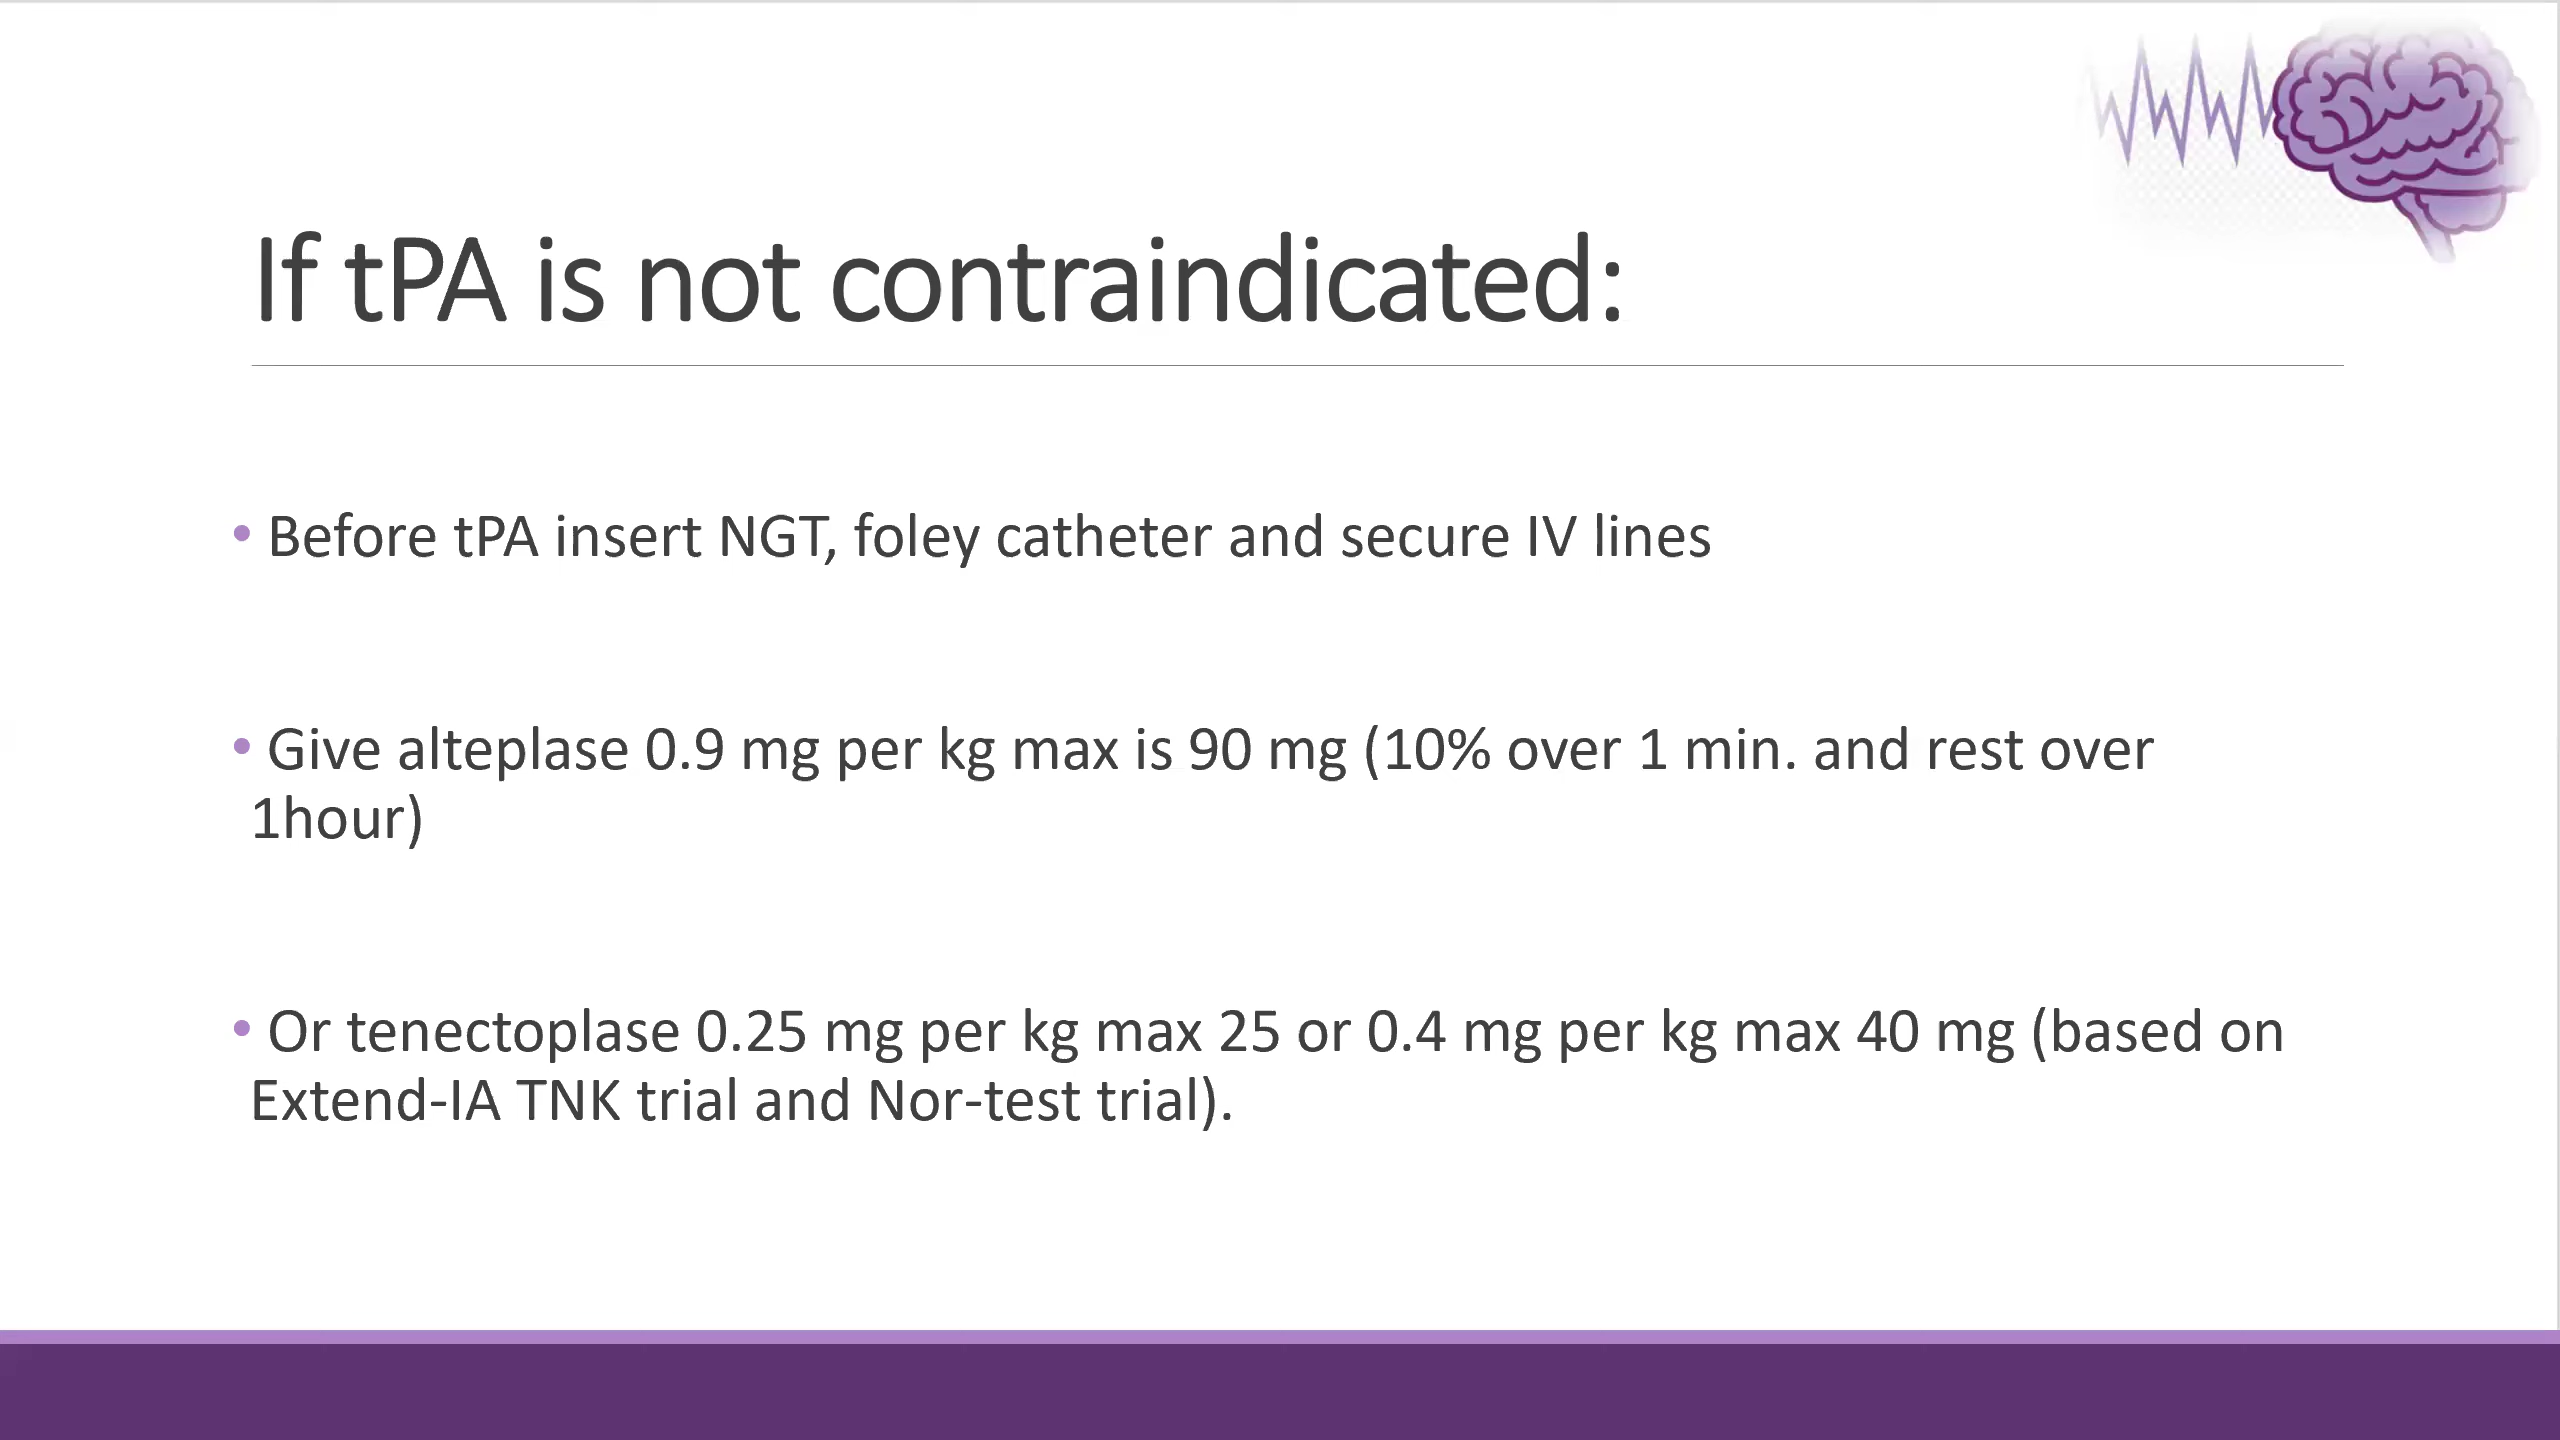 If tPA is not contraindicated:
• Before tPA insert NGT, foley catheter and secure IV lines
• Give alteplase 0.9 mg per kg max is 90 mg (10% over 1 min. and rest over
1hour)
• Or tenectoplase 0.25 mg per kg max 25 or 0.4 mg per kg max 40 mg (based on
Extend-IA TNK trial and Nor-test trial).